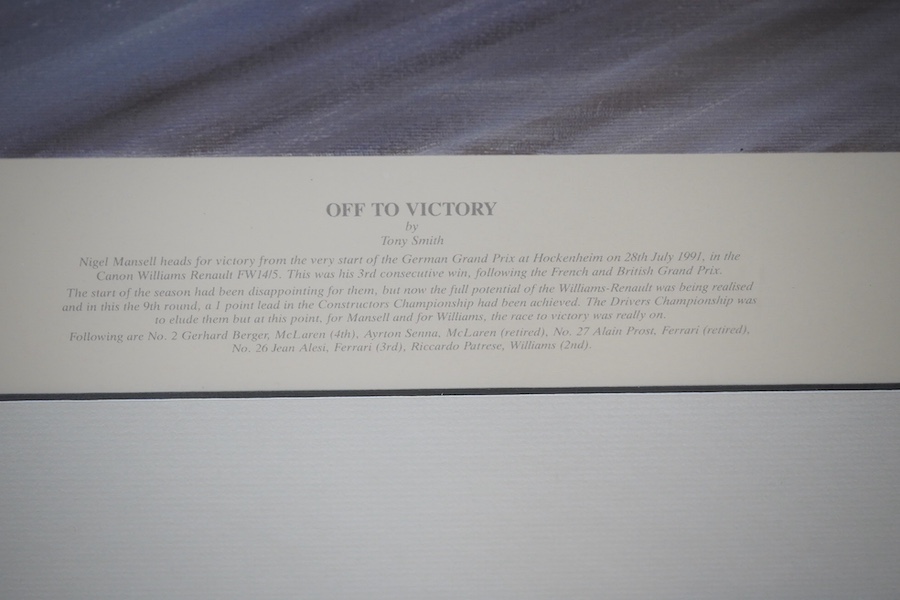 OFF TO VICTORY
by
Tony Smith
Nigel Mansell heads for victory from the very start of the German Grand Prix at Hockenheim on 28th July 1991, in the
Canon Williams Renault FW14/5. This was his 3rd consecutive win, following the French and British Grand Prix.
The start of the season had been disappointing for them, but now the full potential of the Williams-Renault was being realised
and in this the 9th round, a 1 point lead in the Constructors Championship had been achieved. The Drivers Championship was
to elude them but at this point, for Mansell and for Williams, the race to victory was really on.
Following are No. 2 Gerhard Berger, McLaren (4th), Ayrton Senna, McLaren (retired), No. 27 Alain Prost, Ferrari (retired),
No. 26 Jean Alesi, Ferrari (3rd), Riccardo Patrese, Williams (2nd).